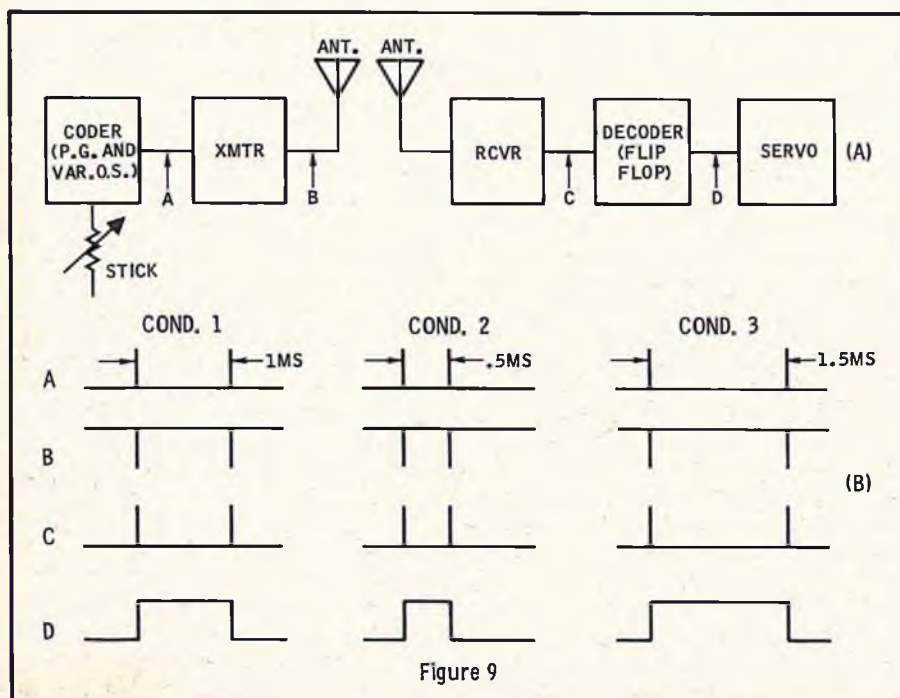 ANT. ANT.
CODER
(P.G. AND
VAR.O.S.)
XMTR
RCVR
DECODER
(FLIP
FLOP)
SERVO
(A)
A
B
C
D
STICK
COND. 1
COND. 2
COND. 3
A
1MS
.5MS
1.5MS
B
(B)
C
D
Figure 9